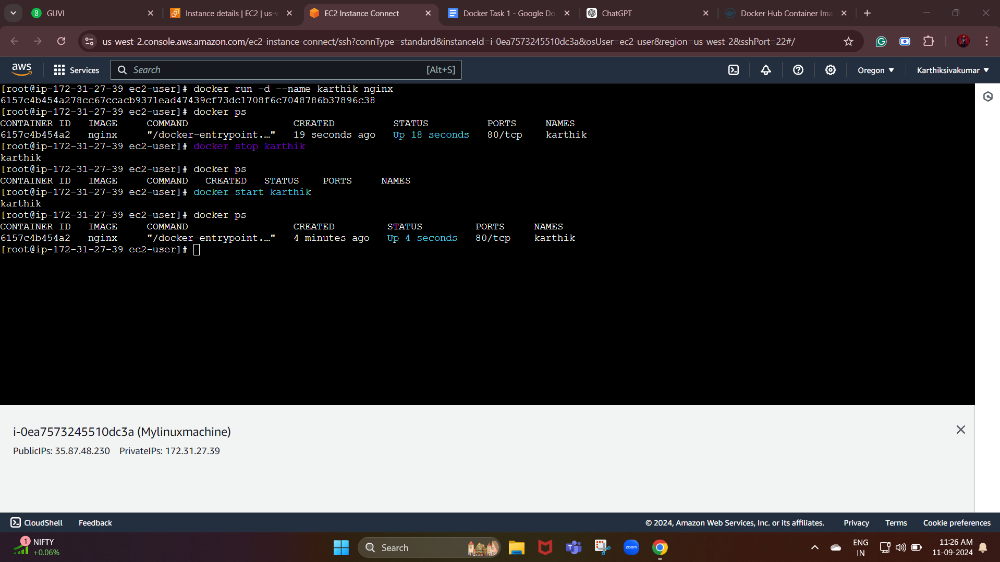 GUVI
Instance details | EC2 | us-w
EC2 Instance Connect
Docker Task 1 - Google Do
ChatGPT
Docker Hub Container Ima
us-west-2.console.aws.amazon.com/ec2-instance-connect/ssh?connType=standard&instanceId=i-0ea7573245510dc3a&osUser=ec2-user&region=us-west-2&sshPort=22#/
aws
Services
Search
[Alt+S]
Oregon
Karthiksivakumar
[root@ip-172-31-27-39 ec2-user]# docker run -d --name karthik nginx
6157c4b454a278cc67ccacb9371ead47439cf73dc1708f6c7048786b37896c38
[root@ip-172-31-27-39 ec2-user]# docker ps
CONTAINER ID   IMAGE     COMMAND                  CREATED          STATUS          PORTS     NAMES
6157c4b454a2   nginx     "/docker-entrypoint.…"   19 seconds ago   Up 18 seconds   80/tcp    karthik
[root@ip-172-31-27-39 ec2-user]# docker stop karthik
karthik
[root@ip-172-31-27-39 ec2-user]# docker ps
CONTAINER ID   IMAGE     COMMAND   CREATED   STATUS    PORTS     NAMES
[root@ip-172-31-27-39 ec2-user]# docker start karthik
karthik
[root@ip-172-31-27-39 ec2-user]# docker ps
CONTAINER ID   IMAGE     COMMAND                  CREATED         STATUS         PORTS    NAMES
6157c4b454a2   nginx     "/docker-entrypoint.…"   4 minutes ago   Up 4 seconds   80/tcp    karthik
[root@ip-172-31-27-39 ec2-user]#
i-0ea7573245510dc3a (Mylinuxmachine)
PublicIPs: 35.87.48.230   PrivateIPs: 172.31.27.39
CloudShell
Feedback
© 2024, Amazon Web Services, Inc. or its affiliates.
Privacy
Terms
Cookie preferences
1
NIFTY
+0.06%
Search
zoom
ENG
IN
11:26 AM
11-09-2024